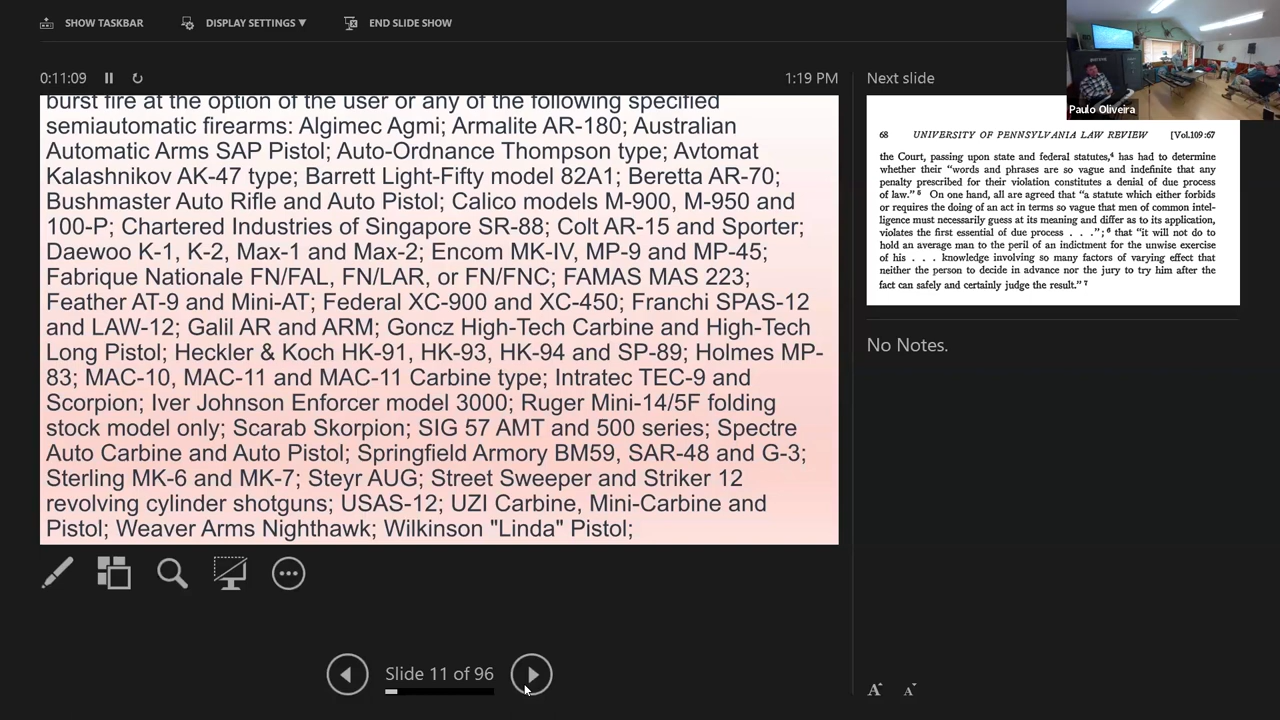 SHOW TASKBAR
DISPLAY SETTINGS ▼
END SLIDE SHOW
0:11:09
1:19 PM
burst fire at the option of the user or any of the following specified
semiautomatic firearms: Algimec Agmi; Armalite AR-180; Australian
Automatic Arms SAP Pistol; Auto-Ordnance Thompson type; Avtomat
Kalashnikov AK-47 type; Barrett Light-Fifty model 82A1; Beretta AR-70;
Bushmaster Auto Rifle and Auto Pistol; Calico models M-900, M-950 and
100-P; Chartered Industries of Singapore SR-88; Colt AR-15 and Sporter;
Daewoo K-1, K-2, Max-1 and Max-2; Encom MK-IV, MP-9 and MP-45;
Fabrique Nationale FN/FAL, FN/LAR, or FN/FNC; FAMAS MAS 223;
Feather AT-9 and Mini-AT; Federal XC-900 and XC-450; Franchi SPAS-12
and LAW-12; Galil AR and ARM; Goncz High-Tech Carbine and High-Tech
Long Pistol; Heckler & Koch HK-91, HK-93, HK-94 and SP-89; Holmes MP-
83; MAC-10, MAC-11 and MAC-11 Carbine type; Intratec TEC-9 and
Scorpion; Iver Johnson Enforcer model 3000; Ruger Mini-14/5F folding
stock model only; Scarab Skorpion; SIG 57 AMT and 500 series; Spectre
Auto Carbine and Auto Pistol; Springfield Armory BM59, SAR-48 and G-3;
Sterling MK-6 and MK-7; Steyr AUG; Street Sweeper and Striker 12
revolving cylinder shotguns; USAS-12; UZI Carbine, Mini-Carbine and
Pistol; Weaver Arms Nighthawk; Wilkinson "Linda" Pistol;
Slide 11 of 96
Next slide
Paulo Oliveira
68 UNIVERSITY OF PENNSYLVANIA LAW REVIEW [Vol.109:67
the Court, passing upon state and federal statutes,4 has had to determine
whether their “words and phrases are so vague and indefinite that any
penalty prescribed for their violation constitutes a denial of due process
of law.” 5 On one hand, all are agreed that “a statute which either forbids
or requires the doing of an act in terms so vague that men of common intel-
ligence must necessarily guess at its meaning and differ as to its application,
violates the first essential of due process . . .”; 6 that “it will not do to
hold an average man to the peril of an indictment for the unwise exercise
of his . . . knowledge involving so many factors of varying effect that
neither the person to decide in advance nor the jury to try him after the
fact can safely and certainly judge the result.” 7
No Notes.
A A